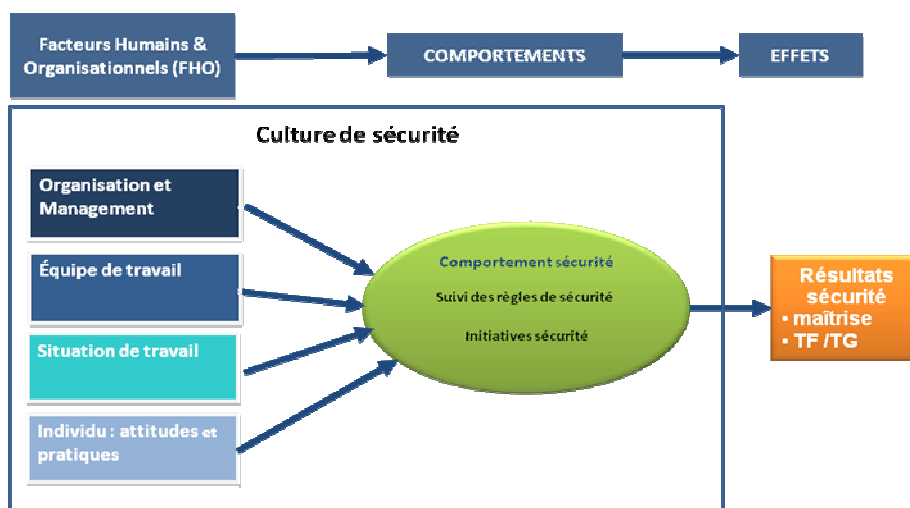 Facteurs Humains &
Organisationnels (FHO)
COMPORTEMENTS
EFFETS
Culture de sécurité
Organisation et
Management
Équipe de travail
Situation de travail
Individu : attitudes et
pratiques
Comportement sécurité
Suivi des règles de sécurité
Initiatives sécurité
Résultats
sécurité
• maîtrise
• TF /TG